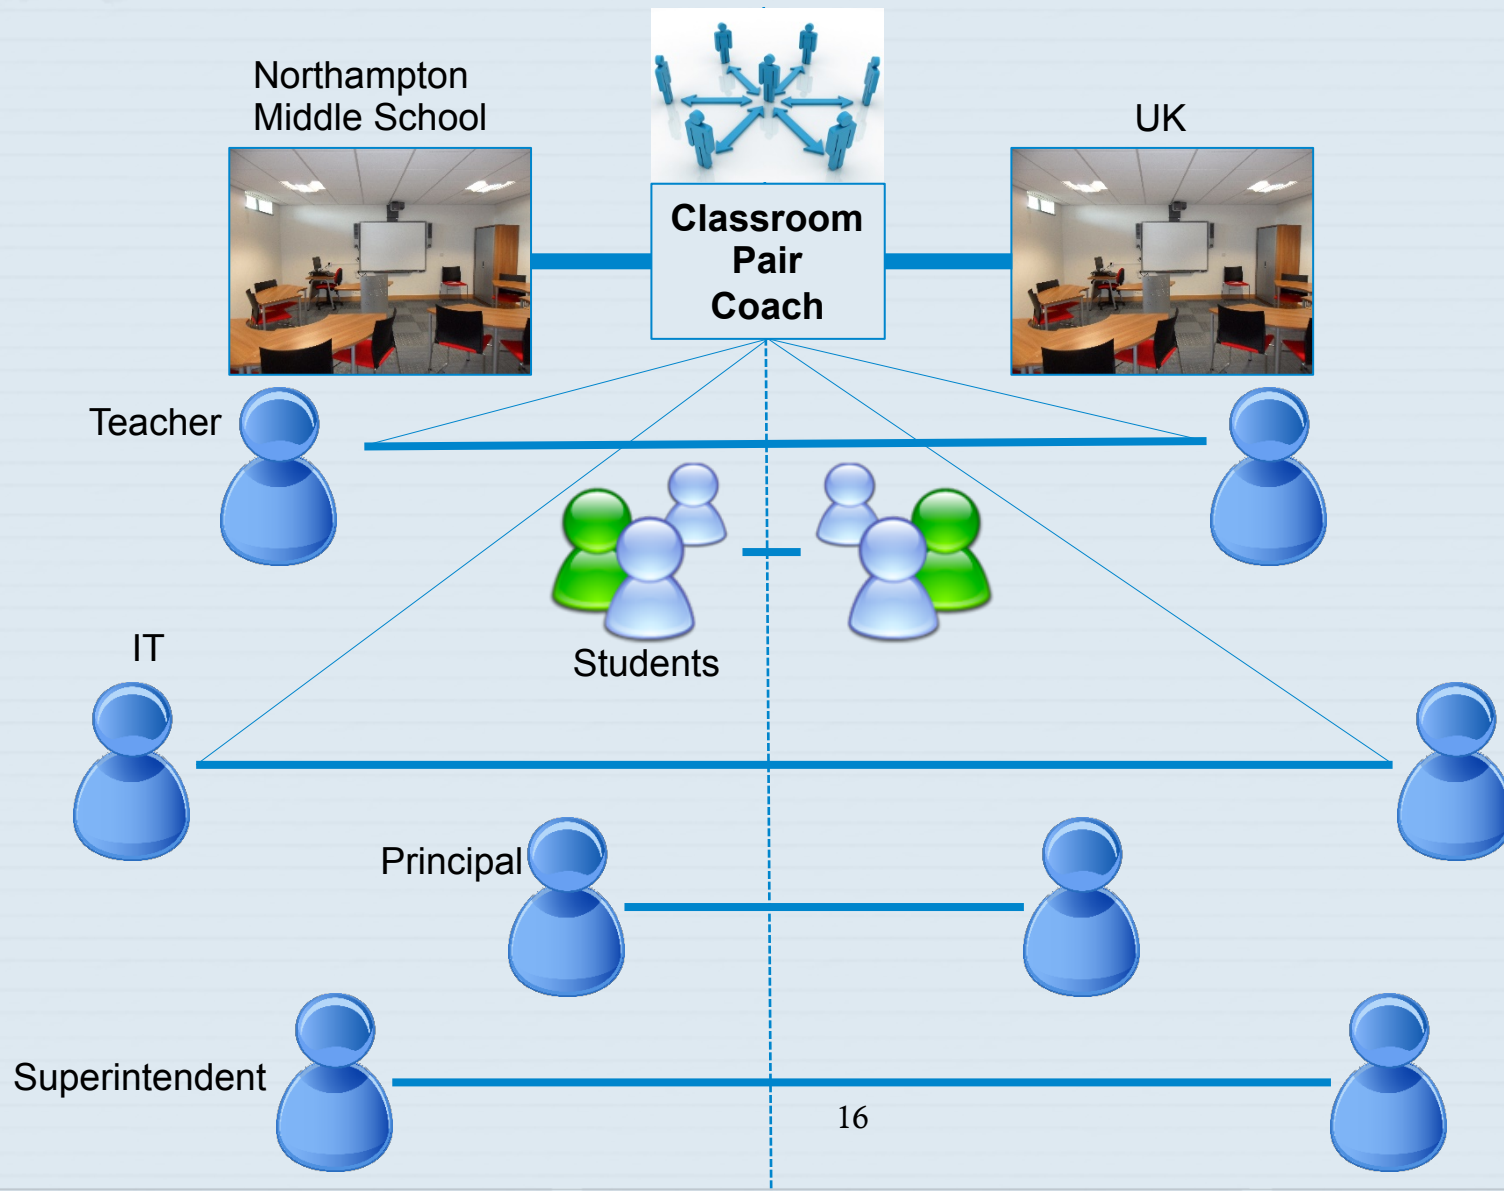 Northampton
Middle School
UK
Classroom
Pair
Coach
Teacher
Students
IT
Principal
Superintendent
16